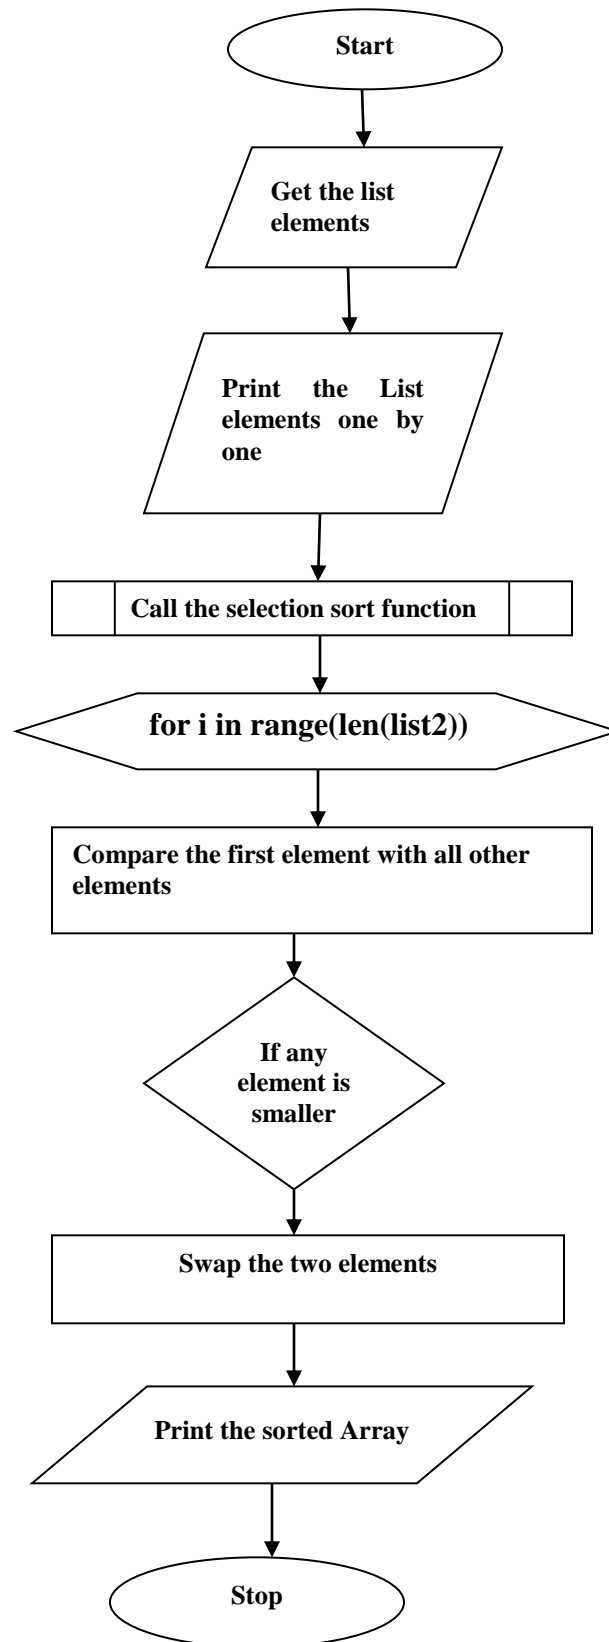 Start
Get the list
elements
Print the List
elements one by
one
Call the selection sort function
for i in range(len(list2))
Compare the first element with all other
elements
If any
element is
smaller
Swap the two elements
Print the sorted Array
Stop